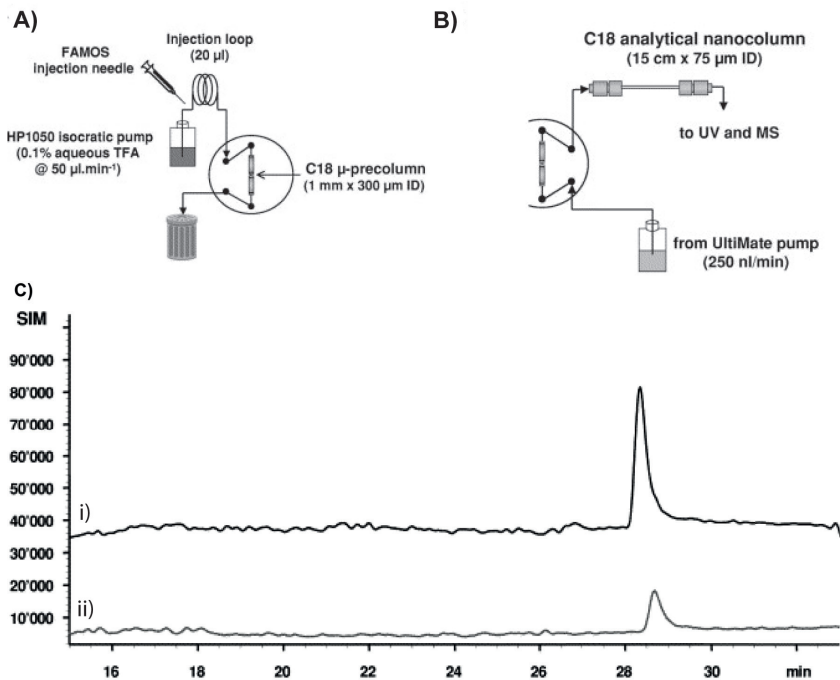 A)
FAMOS
injection needle
Injection loop
(20 µl)
HP1050 isocratic pump
(0.1% aqueous TFA
@ 50 µl.min⁻¹)
C18 µ-precolumn
(1 mm x 300 µm ID)
B)
C18 analytical nanocolumn
(15 cm x 75 µm ID)
to UV and MS
from UltiMate pump
(250 nl/min)
C)
SIM
90'000
80'000
70'000
60'000
50'000
40'000
30'000
20'000
10'000
i)
ii)
16 18 20 22 24 26 28 30 min